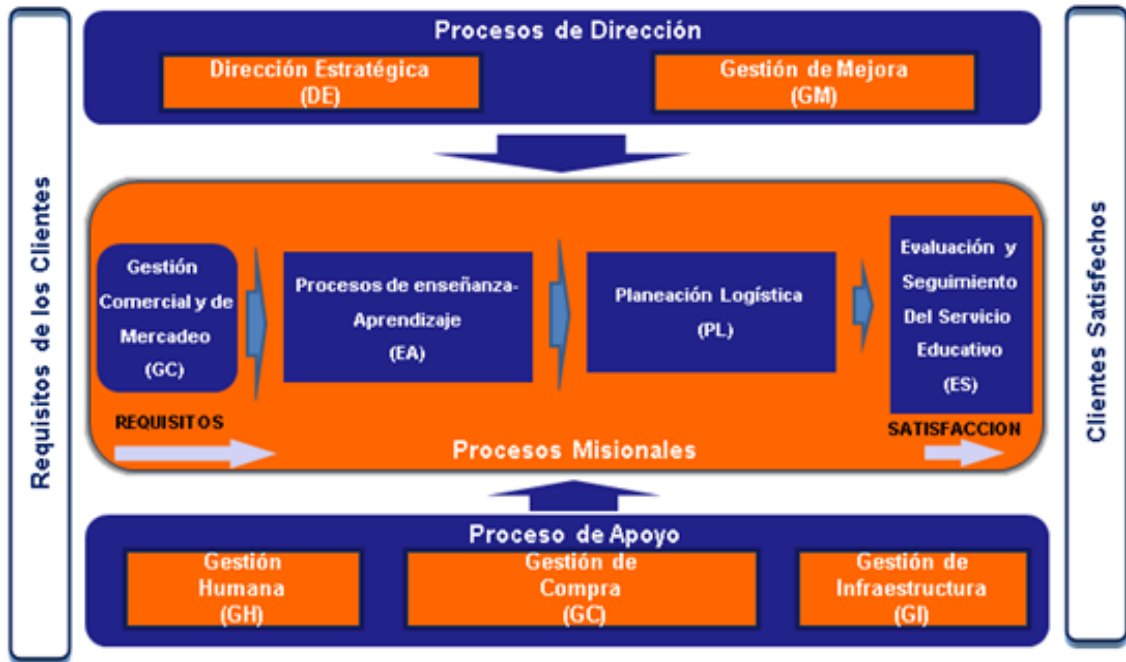 Requisitos de los Clientes
Procesos de Dirección
Dirección Estratégica
(DE)
Gestión de Mejora
(GM)
Gestión
Comercial y de
Mercadeo
(GC)
Procesos de enseñanza-
Aprendizaje
(EA)
Planeación Logística
(PL)
Evaluación y
Seguimiento
Del Servicio
Educativo
(ES)
REQUISITOS
SATISFACCION
Procesos Misionales
Proceso de Apoyo
Gestión
Humana
(GH)
Gestión de
Compra
(GC)
Gestión de
Infraestructura
(GI)
Clientes Satisfechos